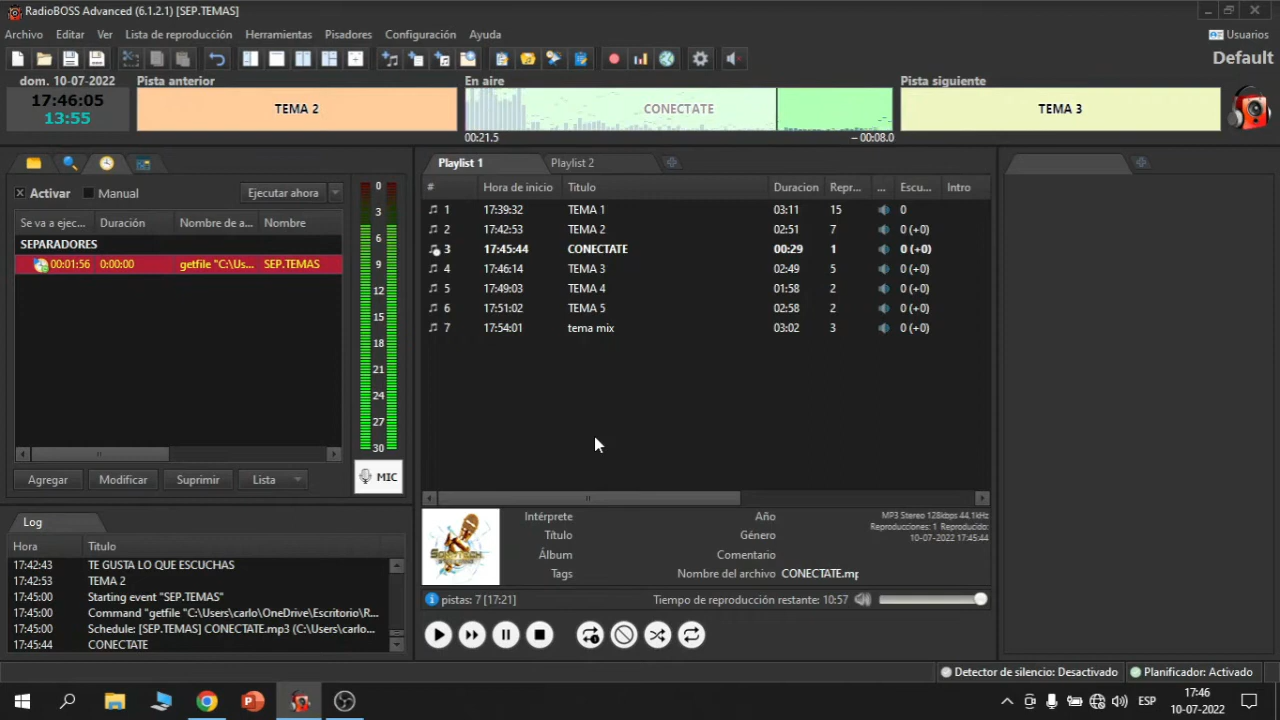 RadioBOSS Advanced (6.1.2.1) [SEP.TEMAS]
Archivo Editar Ver Lista de reproducción Herramientas Pisadores Configuración Ayuda
Usuarios
Default
dom. 10-07-2022
17:46:05
13:55
Pista anterior
TEMA 2
En aire
CONECTATE
00:21.5
– 00:08.0
Pista siguiente
TEMA 3
Activar Manual Ejecutar ahora
Se va a ejec... Duración Nombre de a... Nombre
SEPARADORES
00:01:56 0:00:00 getfile "C:\Us... SEP.TEMAS
Agregar Modificar Suprimir Lista
0
3
6
9
12
15
18
21
24
27
30
MIC
Log
Hora Titulo
17:42:43 TE GUSTA LO QUE ESCUCHAS
17:42:53 TEMA 2
17:45:00 Starting event "SEP.TEMAS"
17:45:00 Command "getfile "C:\Users\carlo\OneDrive\Escritorio\R...
17:45:00 Schedule: [SEP.TEMAS] CONECTATE.mp3 (C:\Users\carlo...
17:45:44 CONECTATE
Playlist 1 Playlist 2
# Hora de inicio Titulo Duracion Repr... ... Escu... Intro
1 17:39:32 TEMA 1 03:11 15 0
2 17:42:53 TEMA 2 02:51 7 0 (+0)
3 17:45:44 CONECTATE 00:29 1 0 (+0)
4 17:46:14 TEMA 3 02:49 5 0 (+0)
5 17:49:03 TEMA 4 01:58 2 0 (+0)
6 17:51:02 TEMA 5 02:58 2 0 (+0)
7 17:54:01 tema mix 03:02 3 0 (+0)
Intérprete Año
Título Género
Álbum Comentario
Tags Nombre del archivo CONECTATE.mp
MP3 Stereo 128kbps 44,1kHz
Reproducciones: 1 Reproducido:
10-07-2022 17:45:44
pistas: 7 [17:21]
Tiempo de reproducción restante: 10:57
Detector de silencio: Desactivado
Planificador: Activado
ESP
17:46
10-07-2022